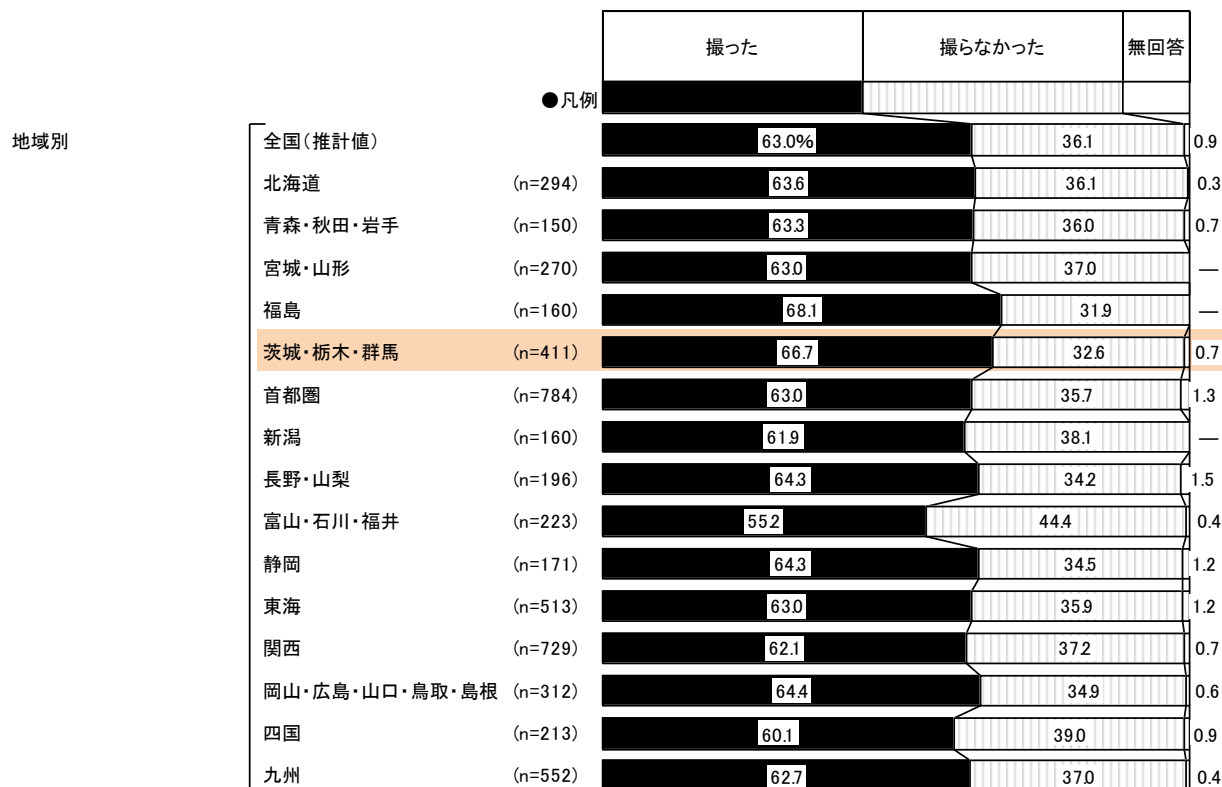 撮った 撮らなかった 無回答
●凡例
地域別 全国(推計値) 63.0% 36.1 0.9
北海道 (n=294) 63.6 36.1 0.3
青森・秋田・岩手 (n=150) 63.3 36.0 0.7
宮城・山形 (n=270) 63.0 37.0 —
福島 (n=160) 68.1 31.9 —
茨城・栃木・群馬 (n=411) 66.7 32.6 0.7
首都圏 (n=784) 63.0 35.7 1.3
新潟 (n=160) 61.9 38.1 —
長野・山梨 (n=196) 64.3 34.2 1.5
富山・石川・福井 (n=223) 55.2 44.4 0.4
静岡 (n=171) 64.3 34.5 1.2
東海 (n=513) 63.0 35.9 1.2
関西 (n=729) 62.1 37.2 0.7
岡山・広島・山口・鳥取・島根 (n=312) 64.4 34.9 0.6
四国 (n=213) 60.1 39.0 0.9
九州 (n=552) 62.7 37.0 0.4